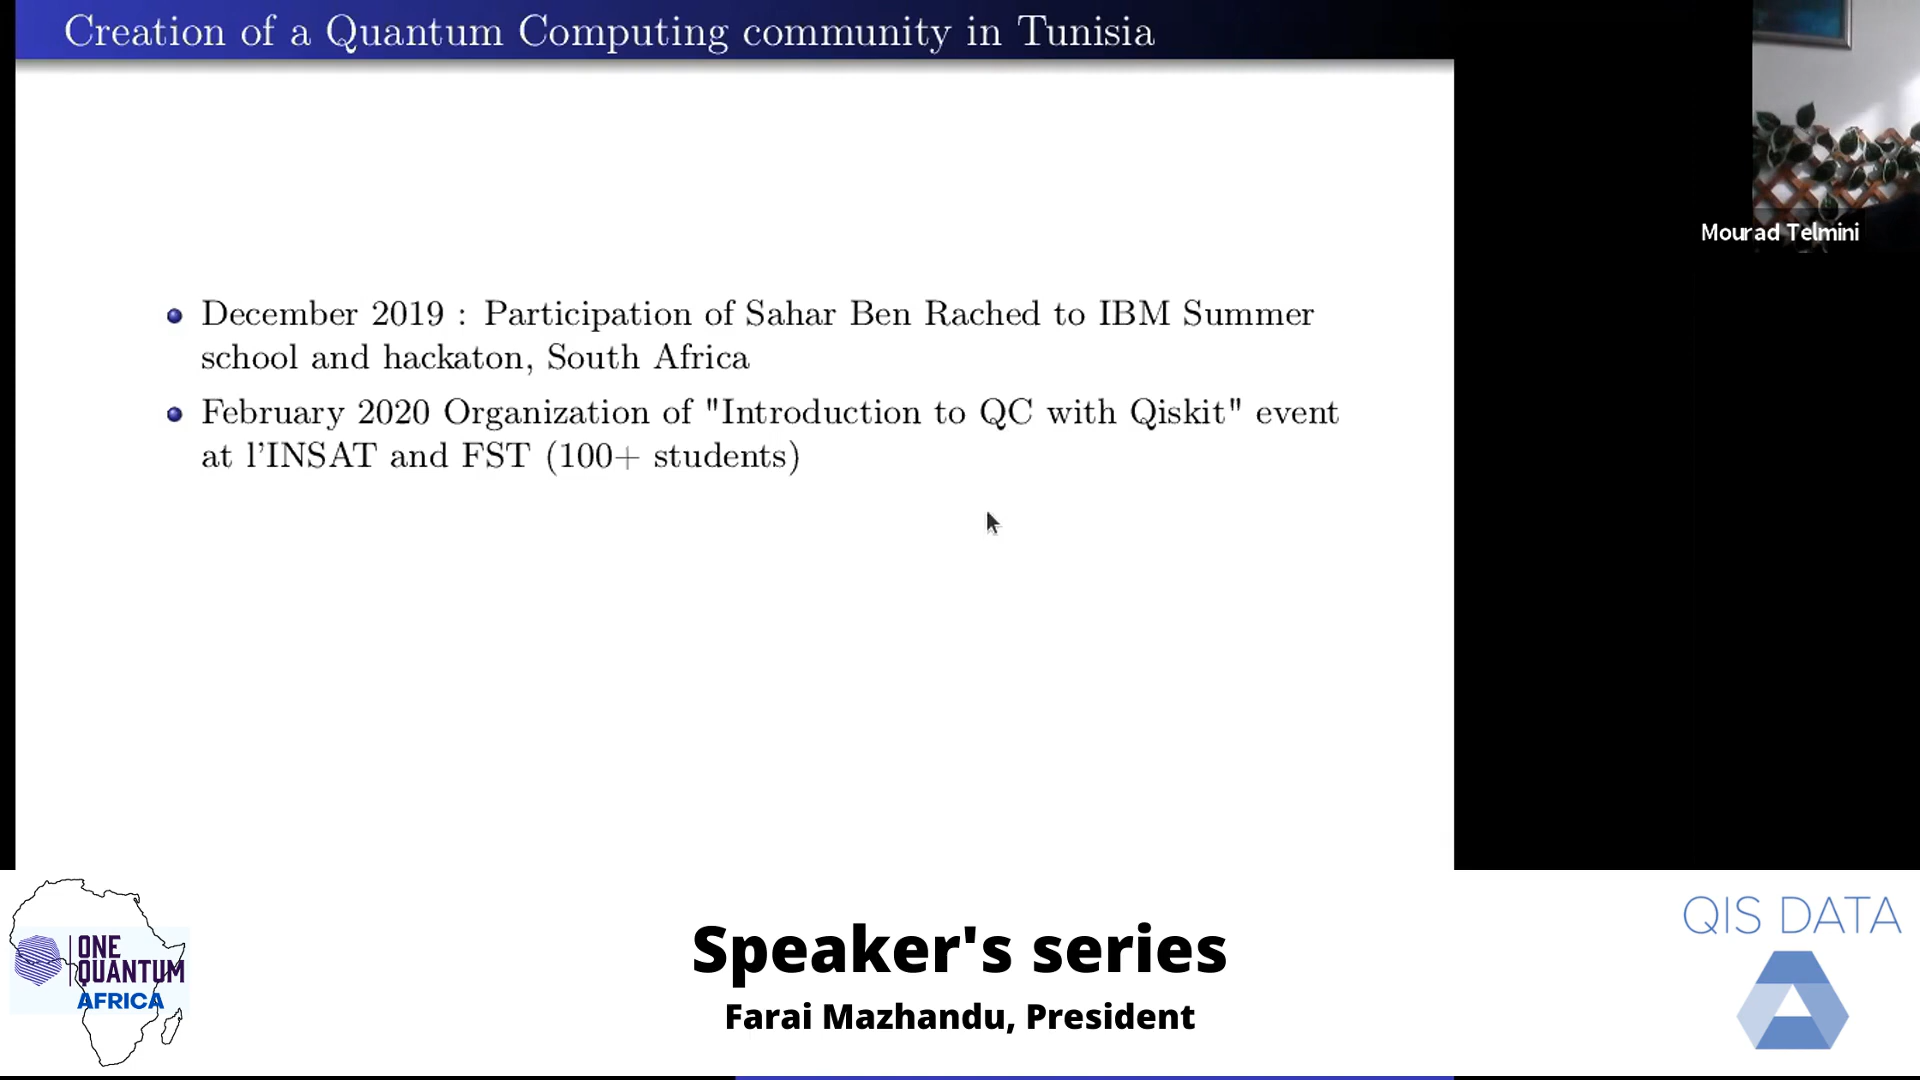 Creation of a Quantum Computing community in Tunisia
Mourad Telmini
December 2019 : Participation of Sahar Ben Rached to IBM Summer
school and hackaton, South Africa
February 2020 Organization of "Introduction to QC with Qiskit" event
at l'INSAT and FST (100+ students)
ONE
QUANTUM
AFRICA
Speaker's series
Farai Mazhandu, President
QIS DATA